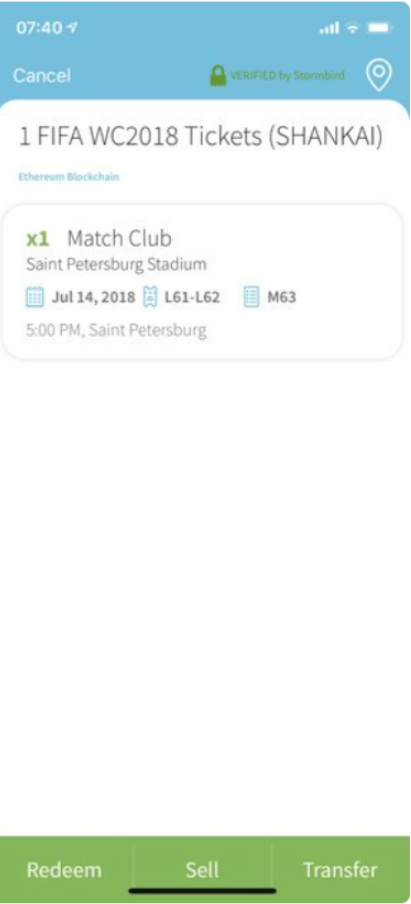 07:40
Cancel
VERIFIED by Stormbird
1 FIFA WC2018 Tickets (SHANKAI)
Ethereum Blockchain
x1 Match Club
Saint Petersburg Stadium
Jul 14, 2018 L61-L62 M63
5:00 PM, Saint Petersburg
Redeem Sell Transfer